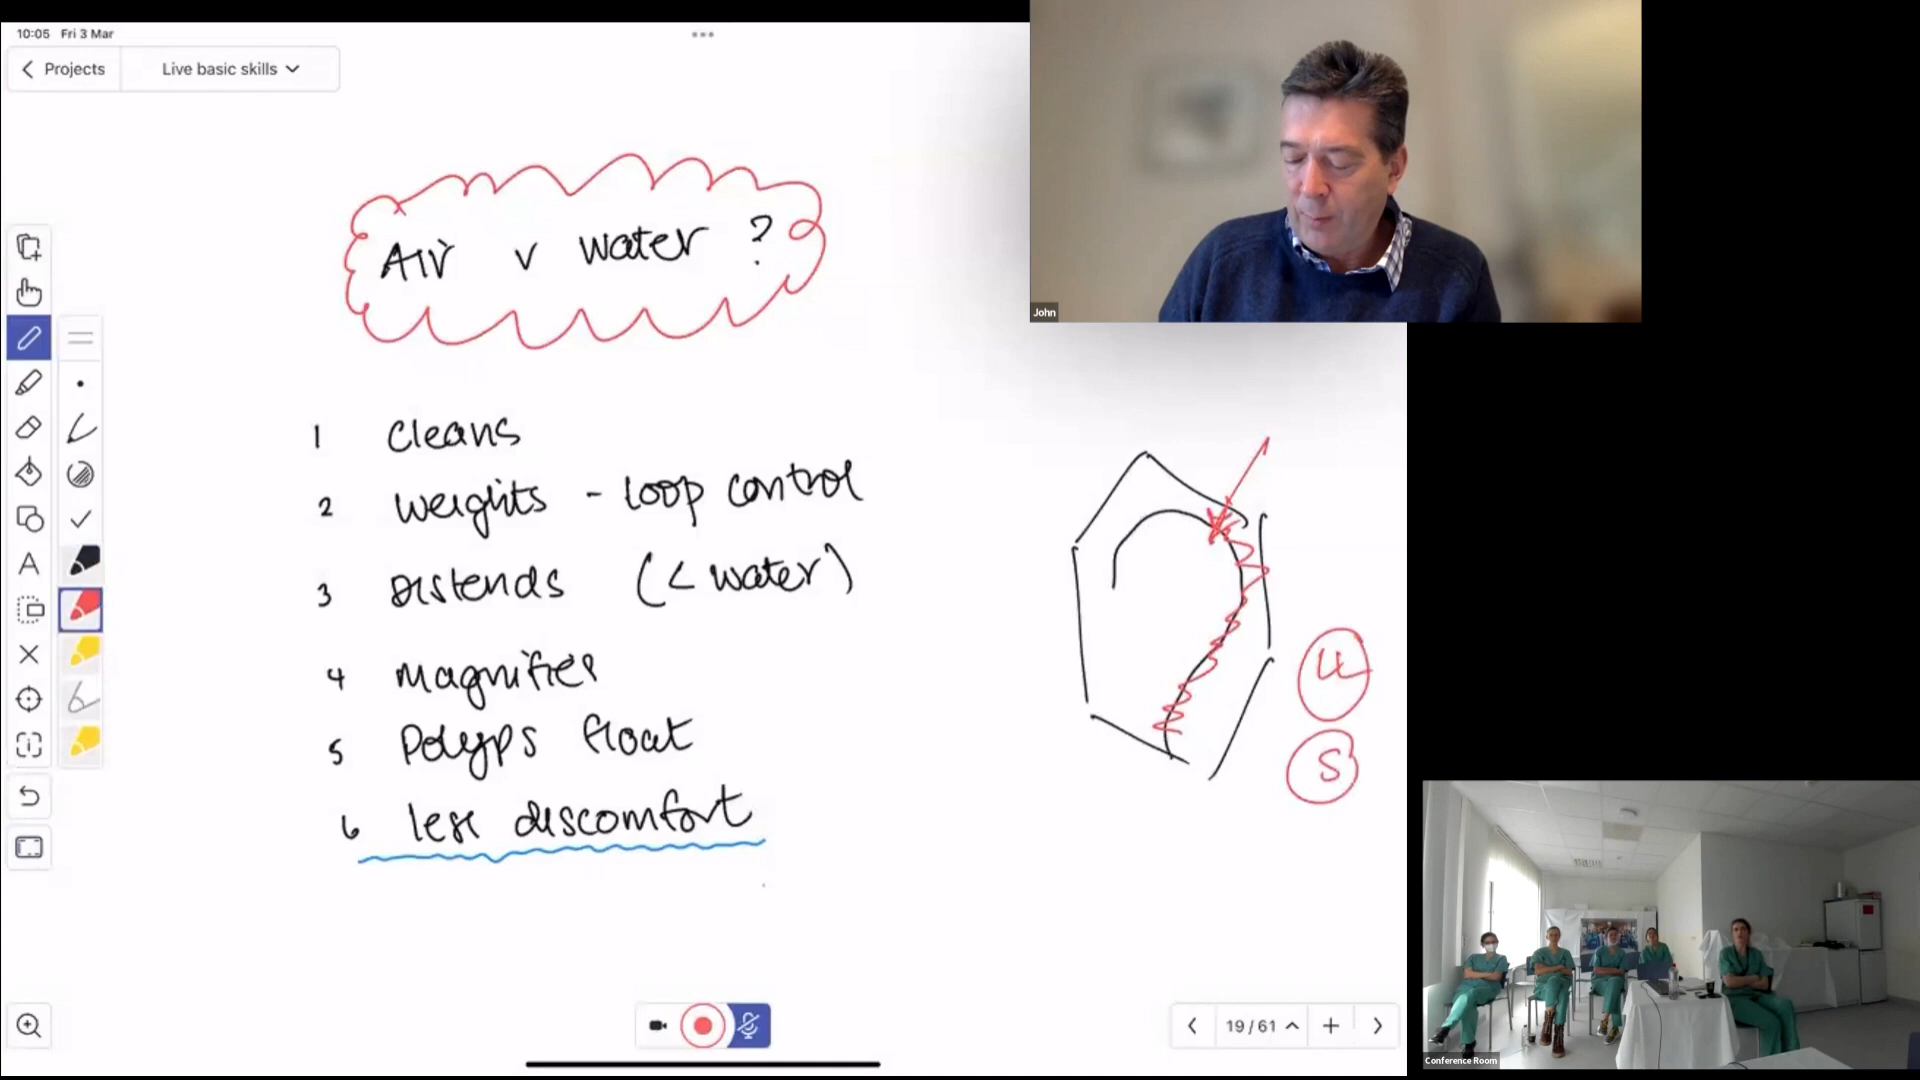 10:05 Fri 3 Mar
Projects
Live basic skills
Air v water ?
1 cleans
2 weights - loop control
3 Distends (< water)
4 Magnifies
5 Polyps float
6 less discomfort
S
John
Conference Room
19/61
A